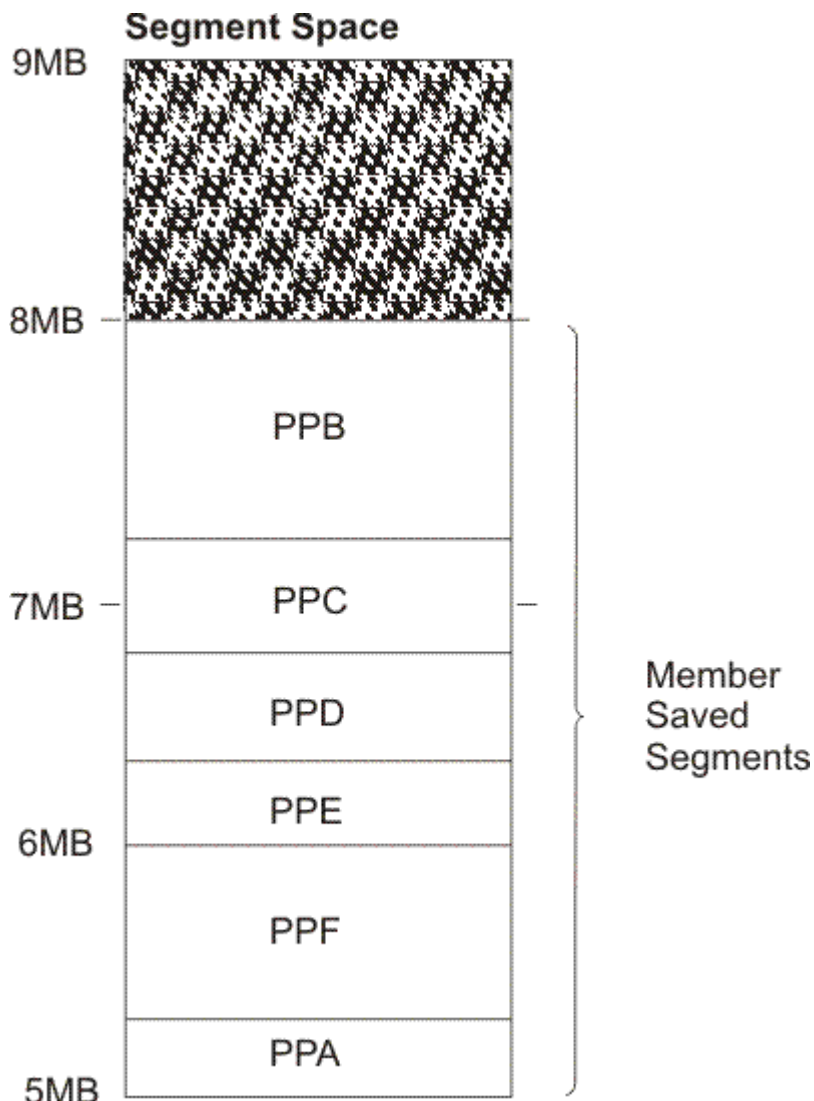 Segment Space
9MB
8MB
PPB
7MB
PPC
PPD
Member
Saved
Segments
PPE
6MB
PPF
PPA
5MB